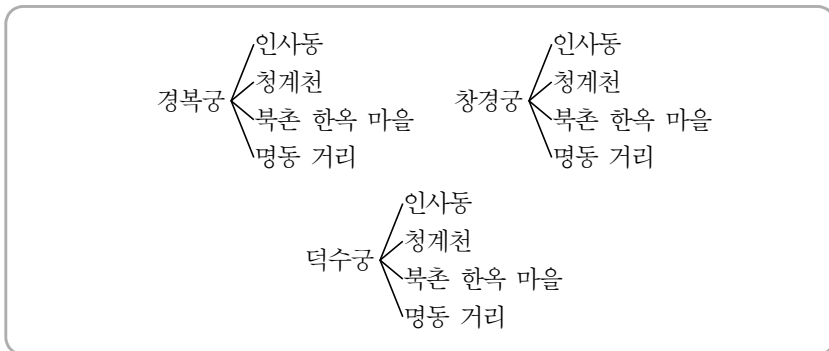 경복궁
인사동
청계천
북촌 한옥 마을
명동 거리
창경궁
인사동
청계천
북촌 한옥 마을
명동 거리
덕수궁
인사동
청계천
북촌 한옥 마을
명동 거리